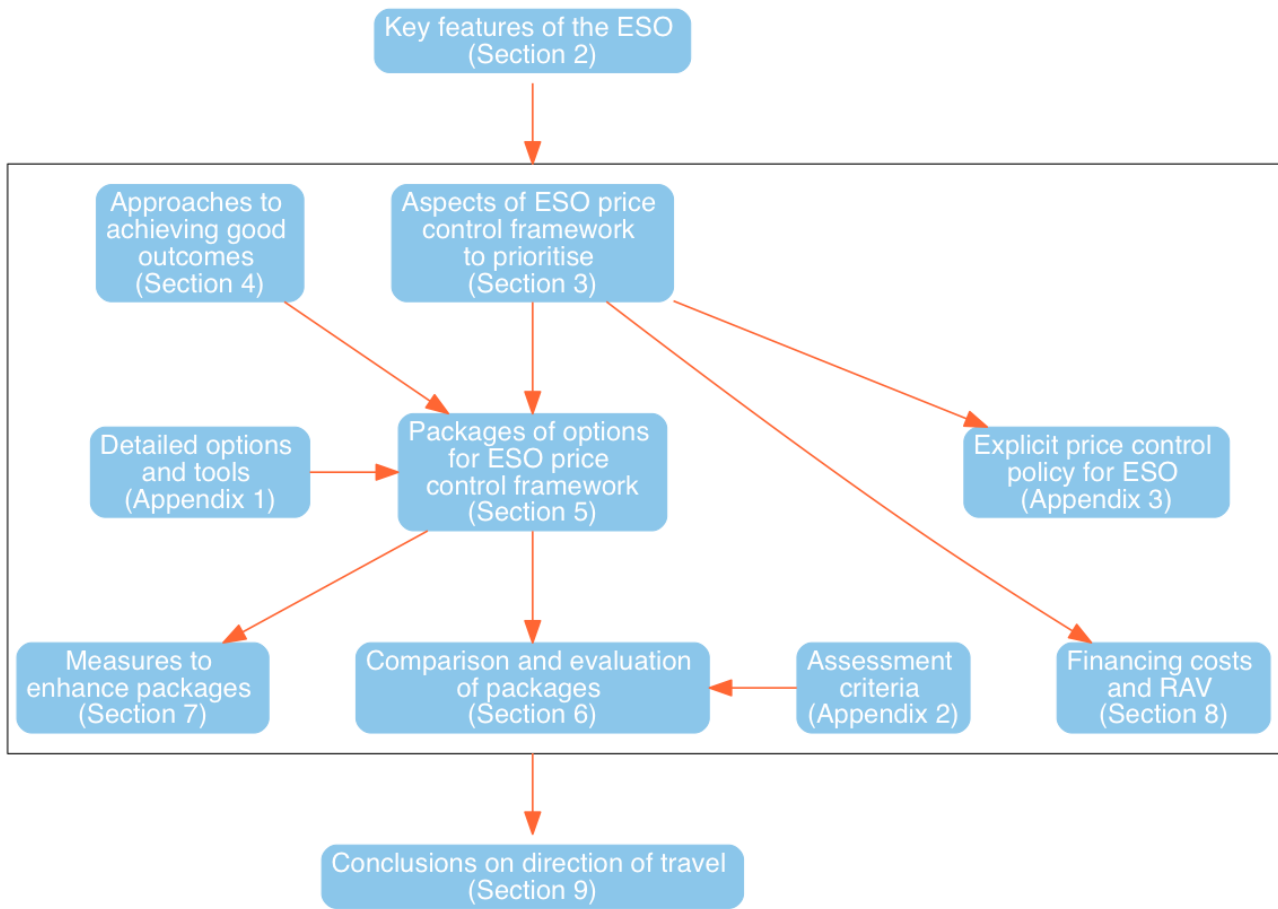 Key features of the ESO
(Section 2)
Approaches to
achieving good
outcomes
(Section 4)
Aspects of ESO price
control framework
to prioritise
(Section 3)
Detailed options
and tools
(Appendix 1)
Packages of options
for ESO price
control framework
(Section 5)
Explicit price control
policy for ESO
(Appendix 3)
Measures to
enhance packages
(Section 7)
Comparison and evaluation
of packages
(Section 6)
Assessment
criteria
(Appendix 2)
Financing costs
and RAV
(Section 8)
Conclusions on direction of travel
(Section 9)